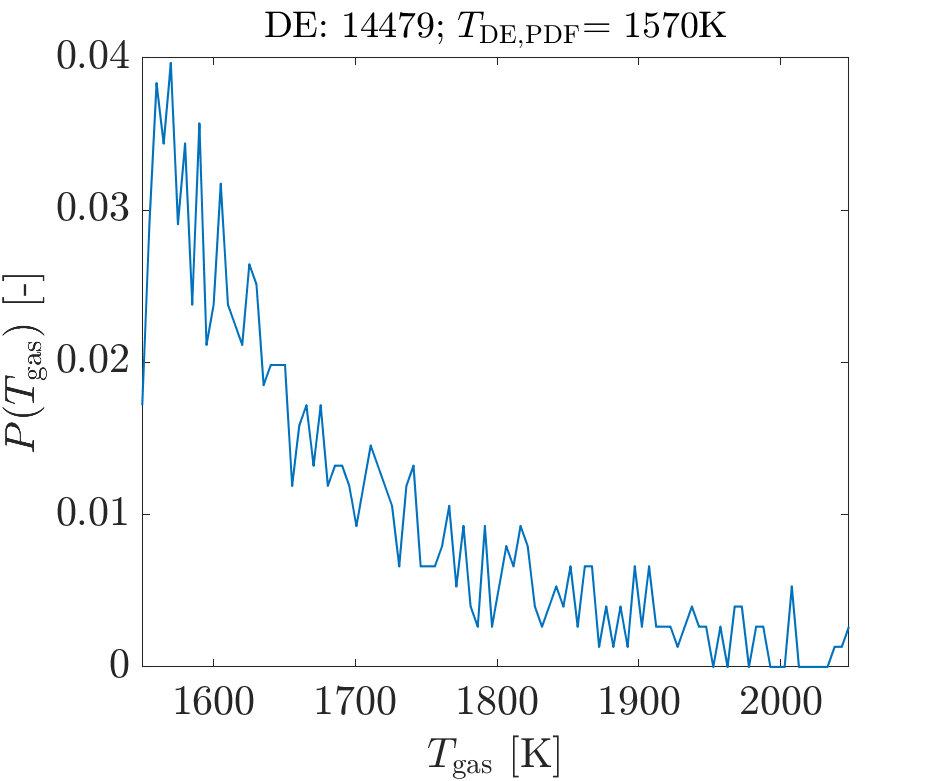 DE: 14479; T_DE,PDF= 1570K
0.04
0.03
0.02
0.01
0
P(T_gas) [-]
1600 1700 1800 1900 2000
T_gas [K]